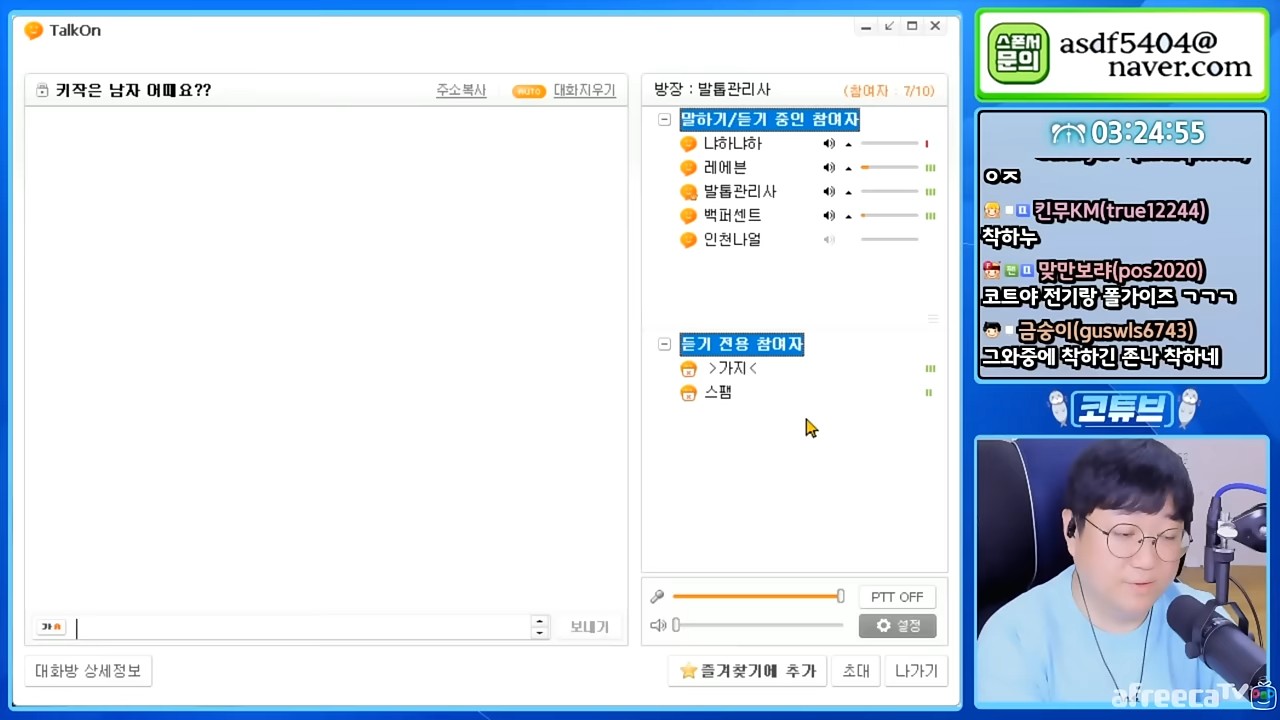 TalkOn
키작은 남자 어때요??
주소복사
AUTO
대화지우기
방장 : 발톱관리사
(참여자 : 7/10)
말하기/듣기 중인 참여자
냐하냐하
레에븐
발톱관리사
백퍼센트
인천나얼
듣기 전용 참여자
>가지<
스팸
PTT OFF
설정
가
보내기
대화방 상세정보
즐겨찾기에 추가
초대
나가기
스폰서
문의
asdf5404@
naver.com
03:24:55
ㅇㅈ
킨무KM(true12244)
착하누
팬
맞만보랴(pos2020)
코트야 전기랑 폴가이즈 ㄱㄱㄱ
금숭이(guswls6743)
그와중에 착하긴 존나 착하네
코튜브
afreecaTV